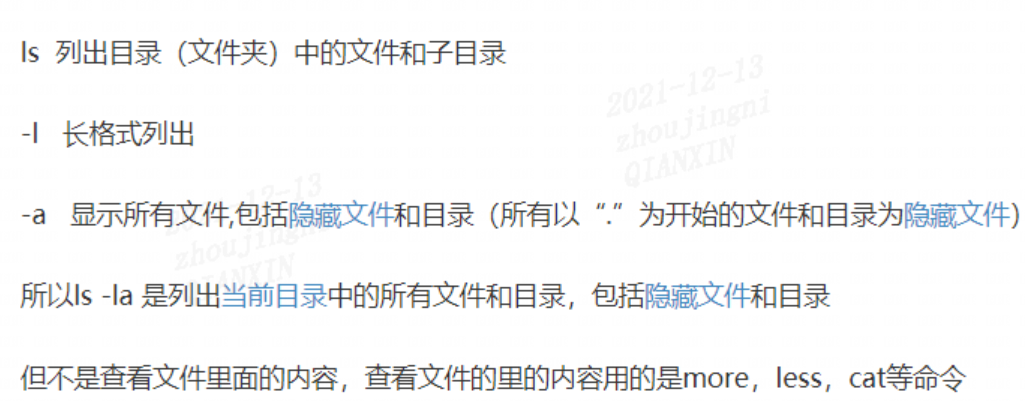 ls 列出目录（文件夹）中的文件和子目录
2021-12-13
zhoujingni
QIANXIN
-l 长格式列出
-a 显示所有文件,包括隐藏文件和目录（所有以“.”为开始的文件和目录为隐藏文件）
zhoujingni
QIANXIN
所以ls -la 是列出当前目录中的所有文件和目录，包括隐藏文件和目录
但不是查看文件里面的内容，查看文件的里的内容用的是more，less，cat等命令